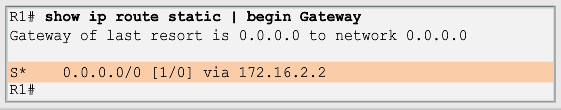 R1# show ip route static | begin Gateway
Gateway of last resort is 0.0.0.0 to network 0.0.0.0
S* 0.0.0.0/0 [1/0] via 172.16.2.2
R1#